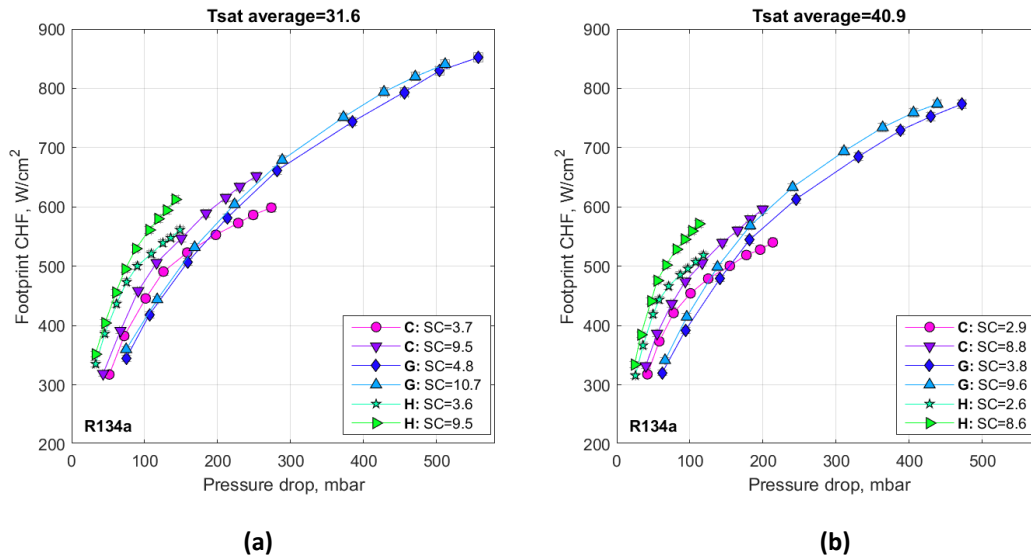 Tsat average=31.6
900
800
700
600
500
400
300
200
Footprint CHF, W/cm²
C: SC=3.7
C: SC=9.5
G: SC=4.8
G: SC=10.7
H: SC=3.6
H: SC=9.5
R134a
0 100 200 300 400 500
Pressure drop, mbar
(a)
Tsat average=40.9
900
800
700
600
500
400
300
200
Footprint CHF, W/cm²
C: SC=2.9
C: SC=8.8
G: SC=3.8
G: SC=9.6
H: SC=2.6
H: SC=8.6
R134a
0 100 200 300 400 500
Pressure drop, mbar
(b)